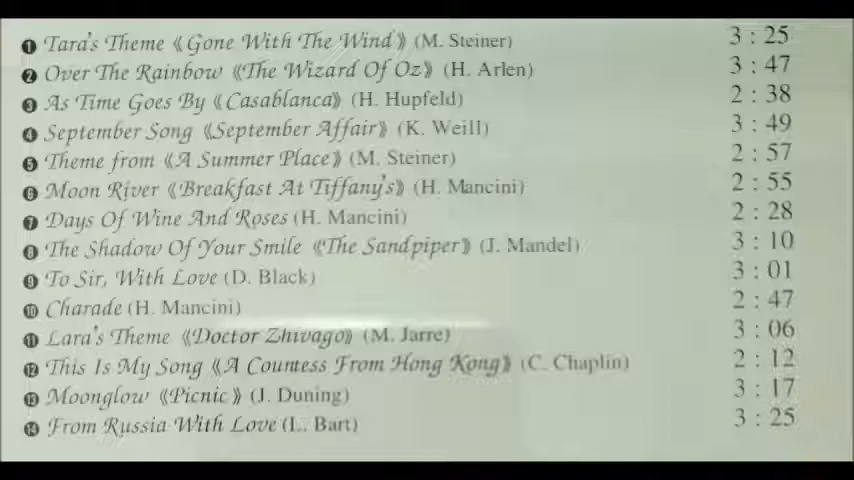 ❶ Tara's Theme 《Gone With The Wind》 (M. Steiner) 3 : 25
❷ Over The Rainbow 《The Wizard Of Oz》 (H. Arlen) 3 : 47
❸ As Time Goes By 《Casablanca》 (H. Hupfeld) 2 : 38
❹ September Song 《September Affair》 (K. Weill) 3 : 49
❺ Theme from 《A Summer Place》 (M. Steiner) 2 : 57
❻ Moon River 《Breakfast At Tiffany's》 (H. Mancini) 2 : 55
❼ Days Of Wine And Roses (H. Mancini) 2 : 28
❽ The Shadow Of Your Smile 《The Sandpiper》 (J. Mandel) 3 : 10
❾ To Sir, With Love (D. Black) 3 : 01
❿ Charade (H. Mancini) 2 : 47
⓫ Lara's Theme 《Doctor Zhivago》 (M. Jarre) 3 : 06
⓬ This Is My Song 《A Countess From Hong Kong》 (C. Chaplin) 2 : 12
⓭ Moonglow 《Picnic》 (J. Duning) 3 : 17
⓮ From Russia With Love (L. Bart) 3 : 25